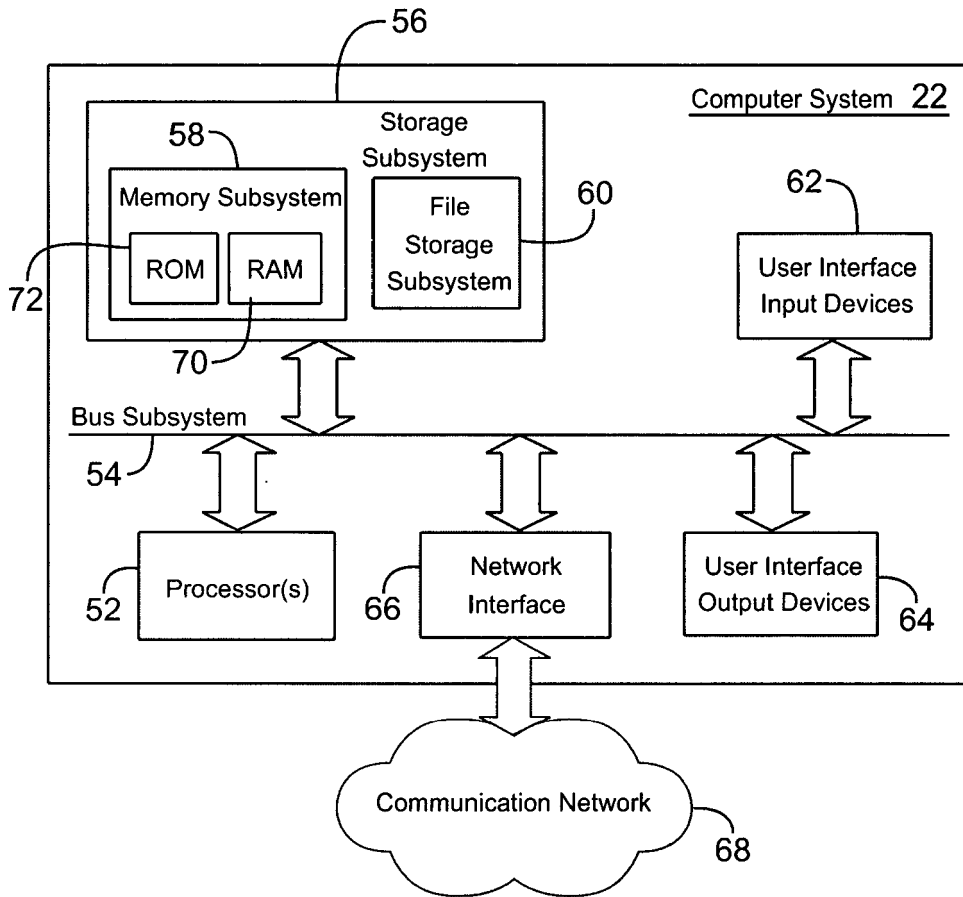 56
Computer System 22
Storage
Subsystem
58
Memory Subsystem
File
Storage
Subsystem
60
62
ROM
RAM
72
70
User Interface
Input Devices
Bus Subsystem
54
Processor(s)
52
Network
Interface
66
User Interface
Output Devices
64
Communication Network
68